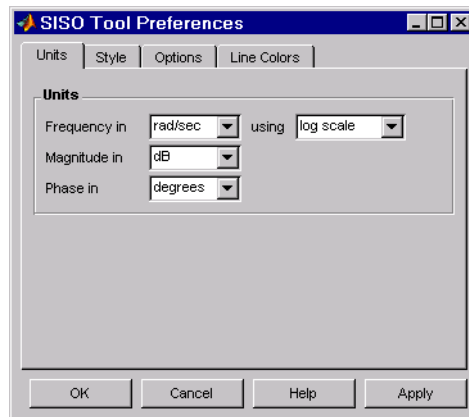 SISO Tool Preferences
Units Style Options Line Colors
Units
Frequency in rad/sec using log scale
Magnitude in dB
Phase in degrees
OK Cancel Help Apply